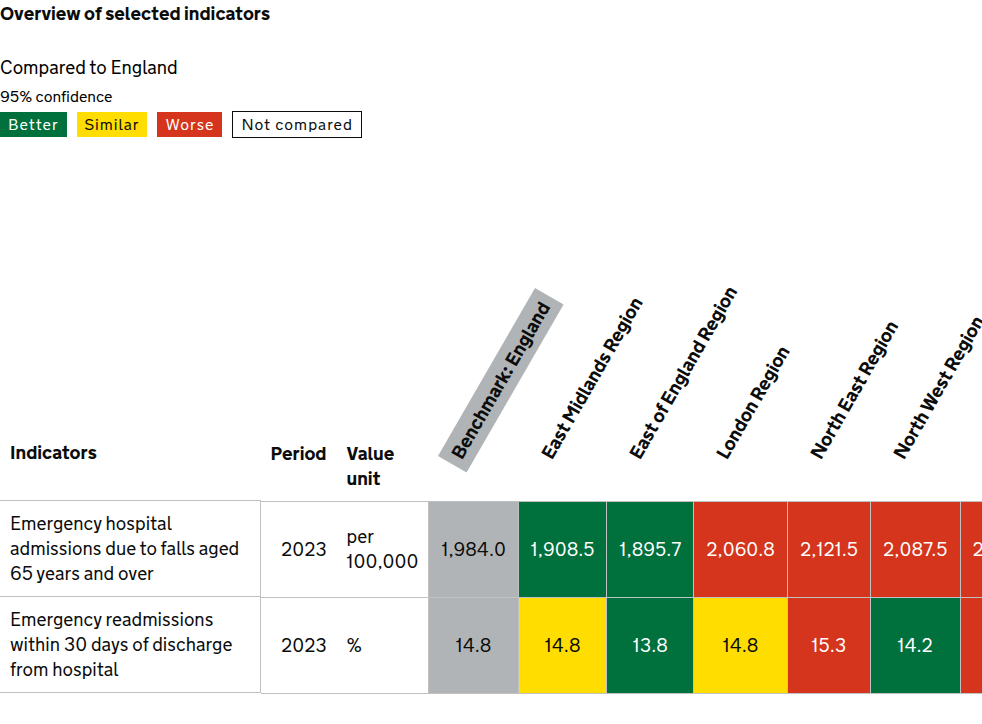 Overview of selected indicators
Compared to England
95% confidence
Better Similar Worse Not compared
Indicators
Period
Value
unit
Benchmark: England
East Midlands Region
East of England Region
London Region
North East Region
North West Region
Emergency hospital
admissions due to falls aged
65 years and over
2023
per
100,000
1,984.0 1,908.5 1,895.7 2,060.8 2,121.5 2,087.5 2
Emergency readmissions
within 30 days of discharge
from hospital
2023
%
14.8 14.8 13.8 14.8 15.3 14.2